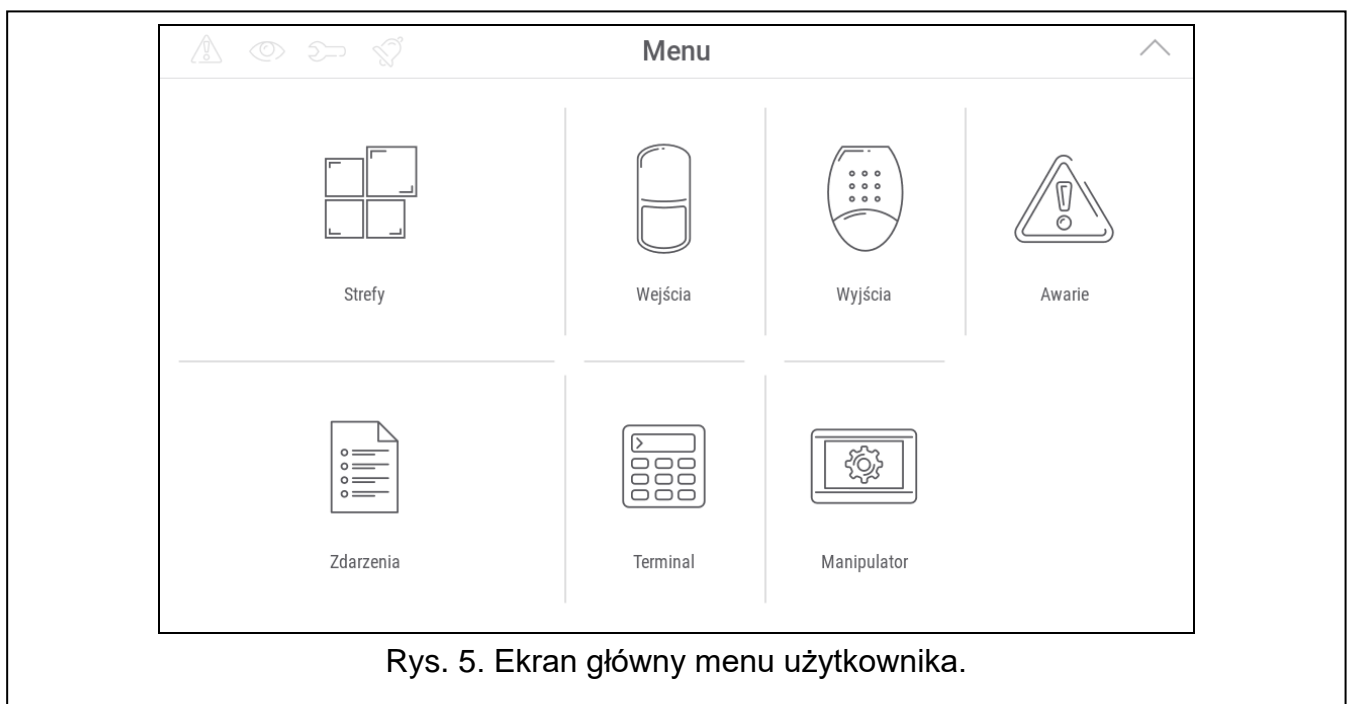 Menu
Strefy
Wejścia
Wyjścia
Awarie
Zdarzenia
Terminal
Manipulator
Rys. 5. Ekran główny menu użytkownika.